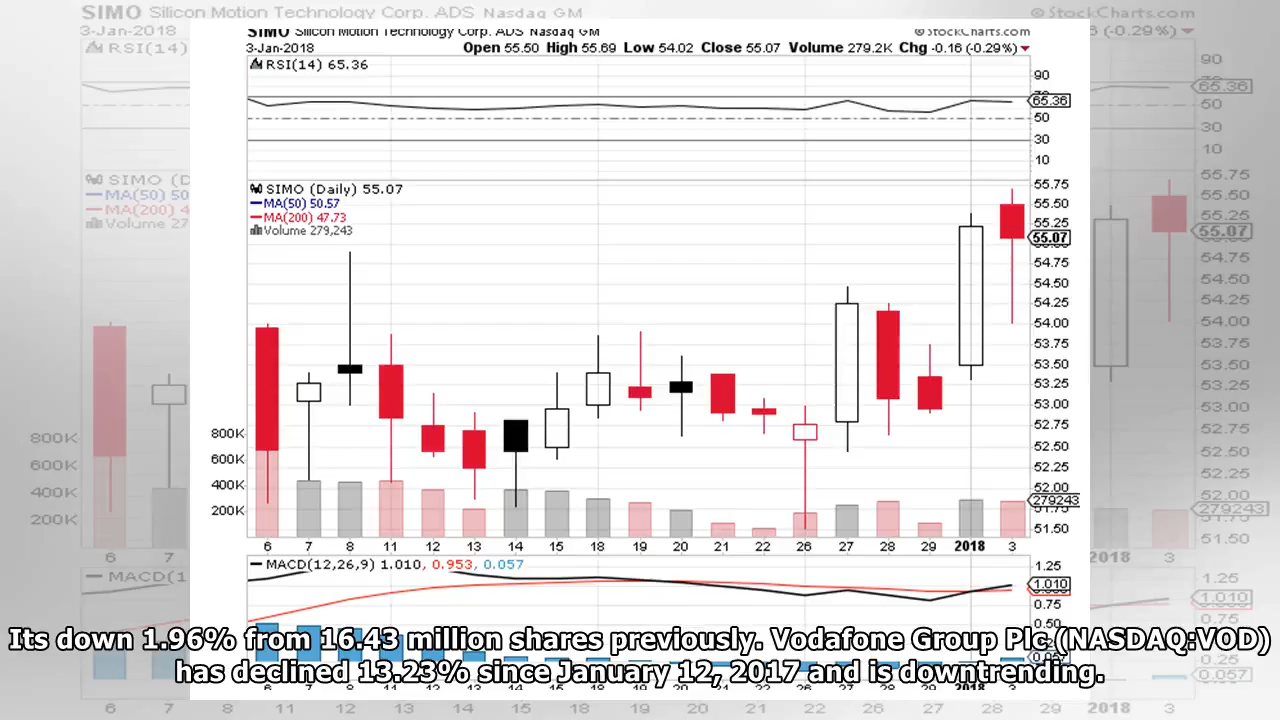 SIMO Silicon Motion Technology Corp. ADS Nasdaq GM © StockCharts.com
3-Jan-2018 Open 55.50 High 55.69 Low 54.02 Close 55.07 Volume 279.2K Chg -0.16 (-0.29%)
RSI(14) 65.36
90
65.36
50
30
10
SIMO (Daily) 55.07
MA(50) 50.57
MA(200) 47.73
Volume 279,243
55.75
55.50
55.25
55.07
54.75
54.50
54.25
54.00
53.75
53.50
53.25
53.00
52.75
52.50
52.25
52.00
279243
51.75
51.50
800K
600K
400K
200K
6 7 8 11 12 13 14 15 18 19 20 21 22 26 27 28 29 2018 3
MACD(12,26,9) 1.010, 0.953, 0.057
1.25
1.010
0.75
0.50
0.057
Its down 1.96% from 16.43 million shares previously. Vodafone Group Plc (NASDAQ:VOD)
has declined 13.23% since January 12, 2017 and is downtrending.